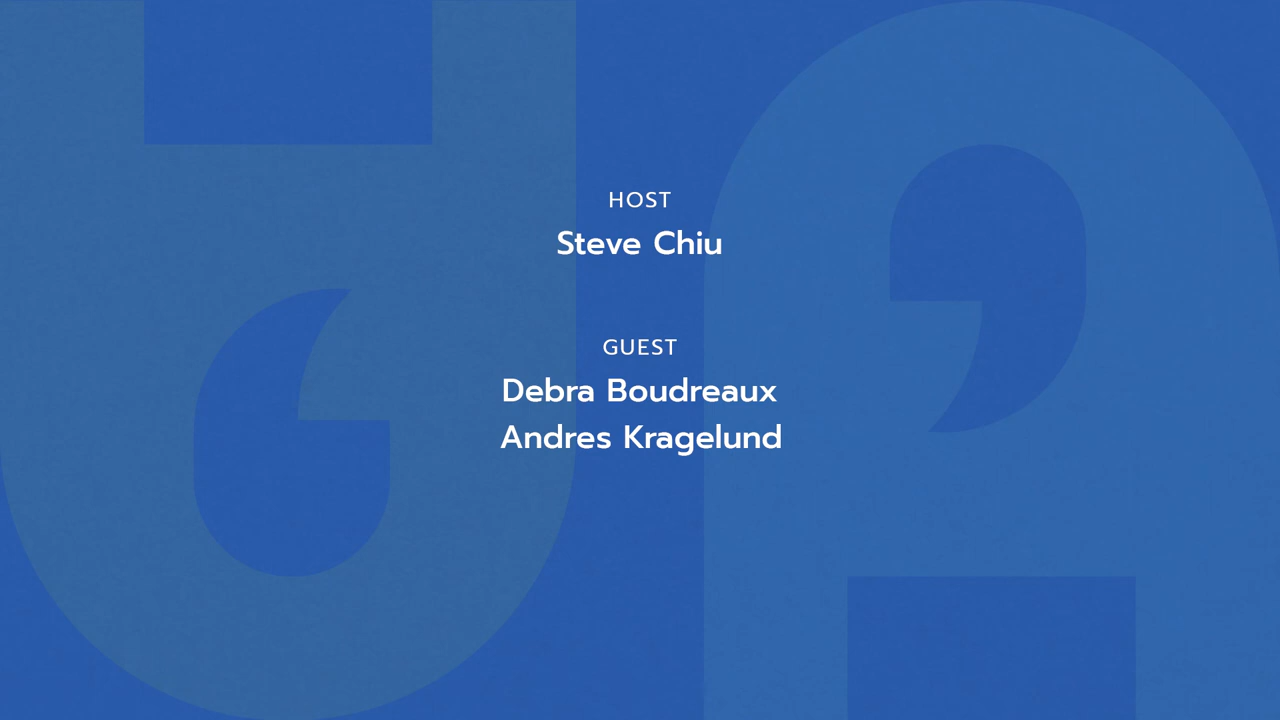 HOST
Steve Chiu
GUEST
Debra Boudreaux
Andres Kragelund